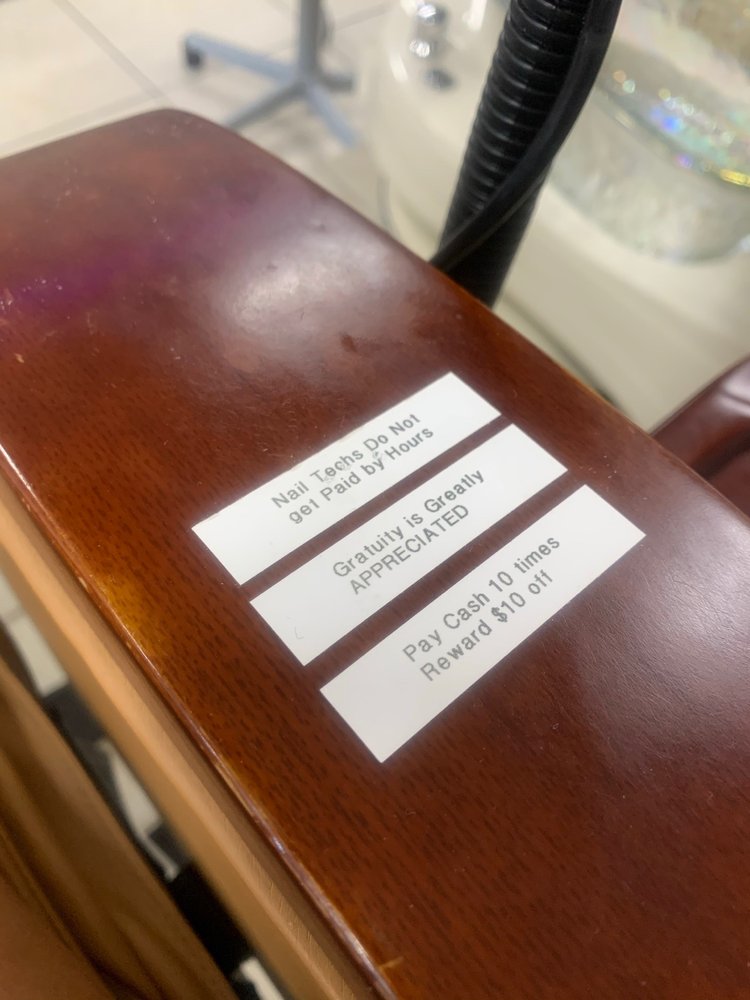 Nail Techs Do Not
get Paid by Hours
Gratuity is Greatly
APPRECIATED
Pay Cash 10 times
Reward $10 off